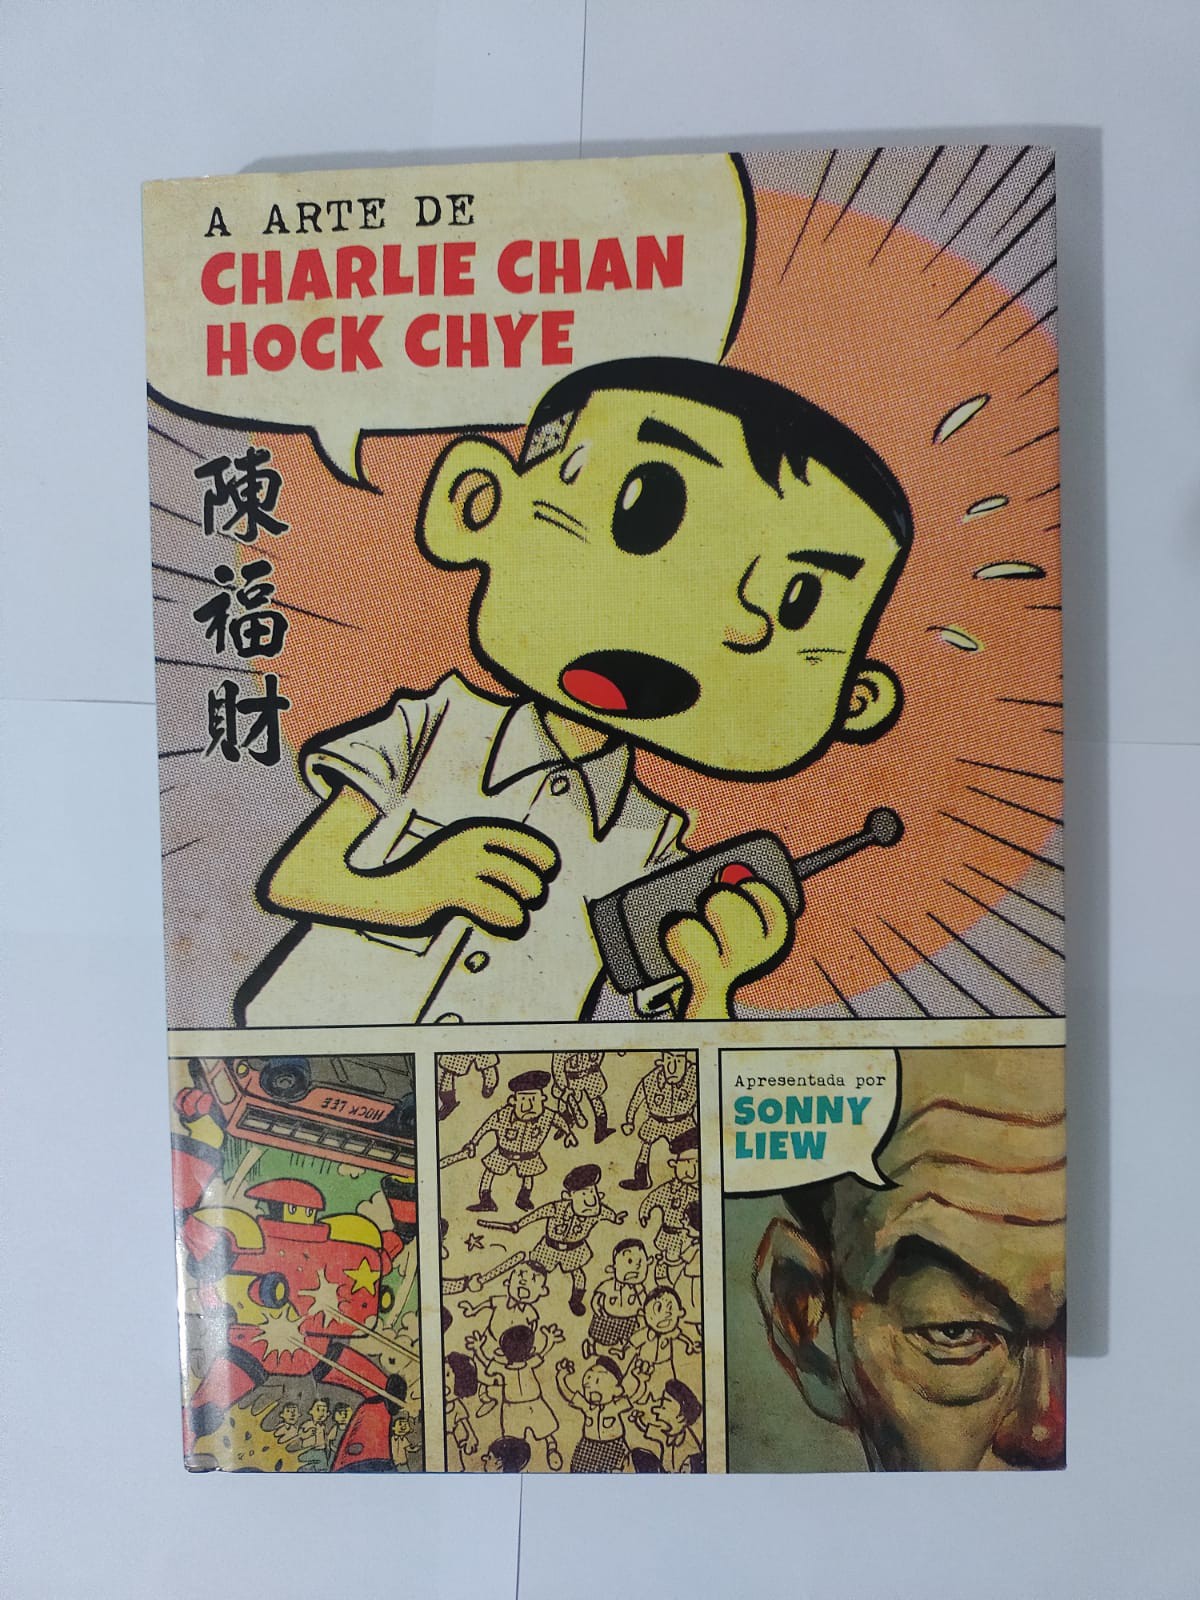 A ARTE DE
CHARLIE CHAN
HOCK CHYE
陳
福
財
HOCK LEE
Apresentada por
SONNY
LIEW